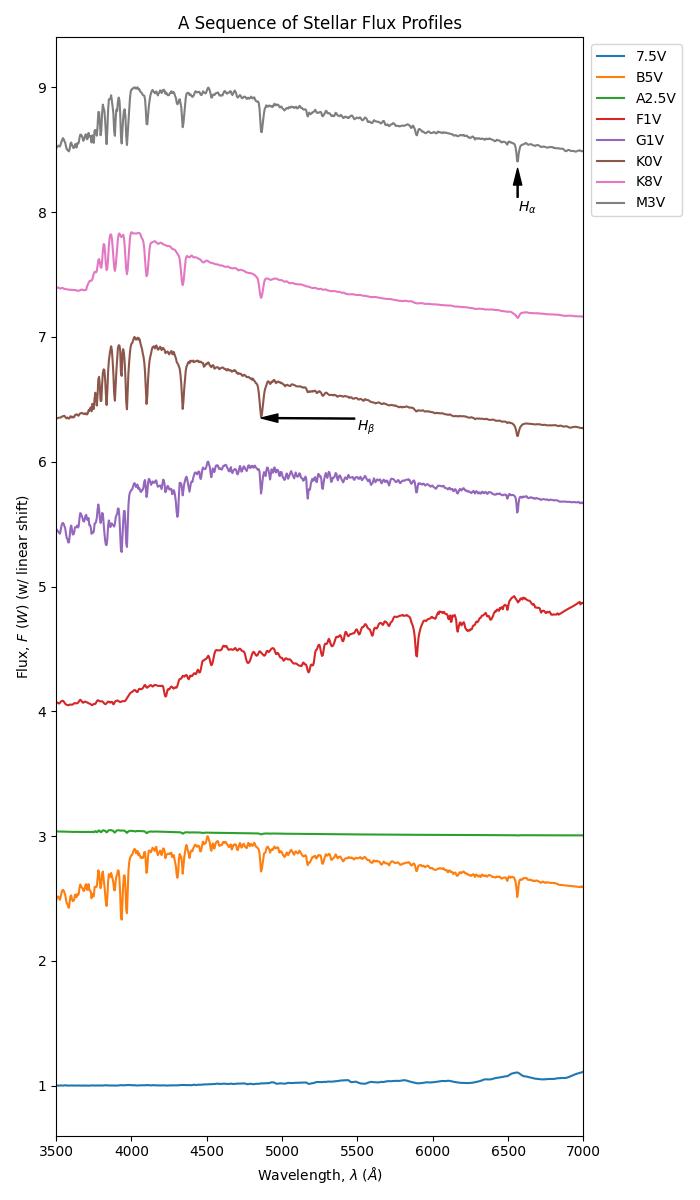 A Sequence of Stellar Flux Profiles
7.5V
B5V
A2.5V
F1V
G1V
K0V
K8V
M3V
9
8
7
6
5
4
3
2
1
Hα
Hβ
Flux, F (W) (w/ linear shift)
3500 4000 4500 5000 5500 6000 6500 7000
Wavelength, λ (Å)